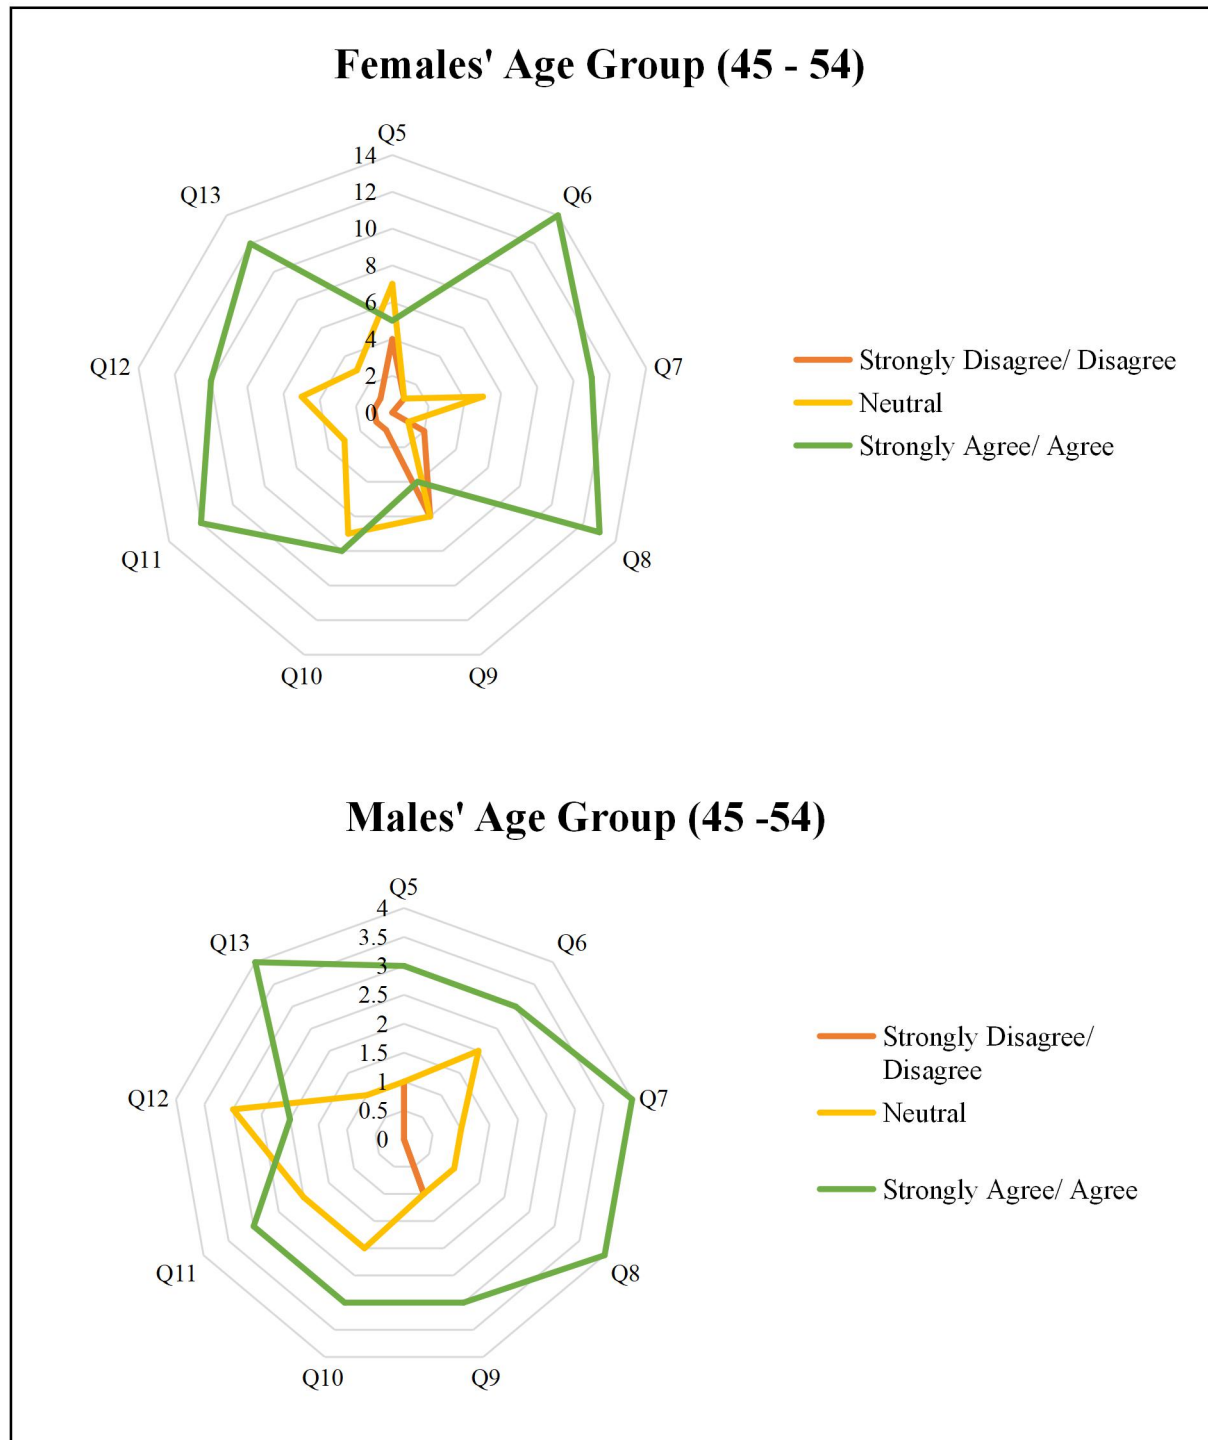 Females' Age Group (45 - 54)
Q5
14
12
10
8
6
4
2
0
Q6
Q7
Q8
Q9
Q10
Q11
Q12
Q13
Strongly Disagree/ Disagree
Neutral
Strongly Agree/ Agree
Males' Age Group (45 -54)
Q5
4
3.5
3
2.5
2
1.5
1
0.5
0
Q6
Q7
Q8
Q9
Q10
Q11
Q12
Q13
Strongly Disagree/
Disagree
Neutral
Strongly Agree/ Agree